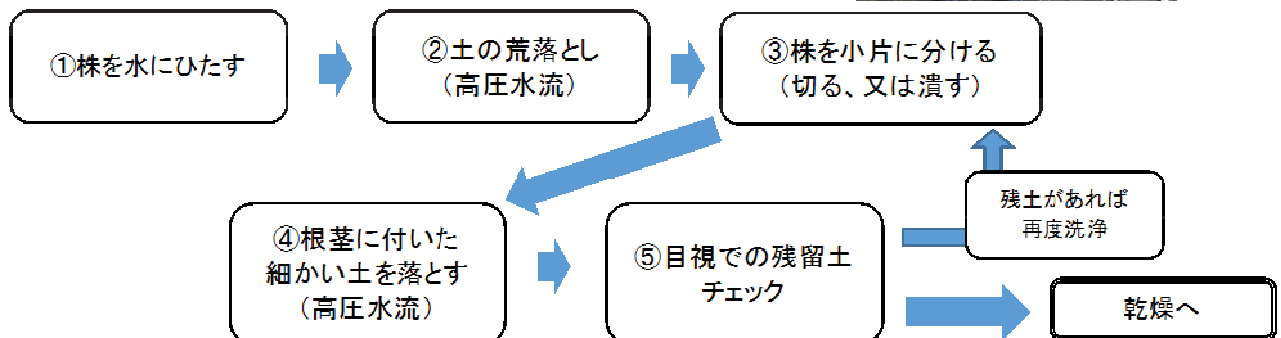 ①株を水にひたす
②土の荒落とし
（高圧水流）
③株を小片に分ける
（切る、又は潰す）
④根茎に付いた
細かい土を落とす
（高圧水流）
⑤目視での残留土
チェック
残土があれば
再度洗浄
乾燥へ